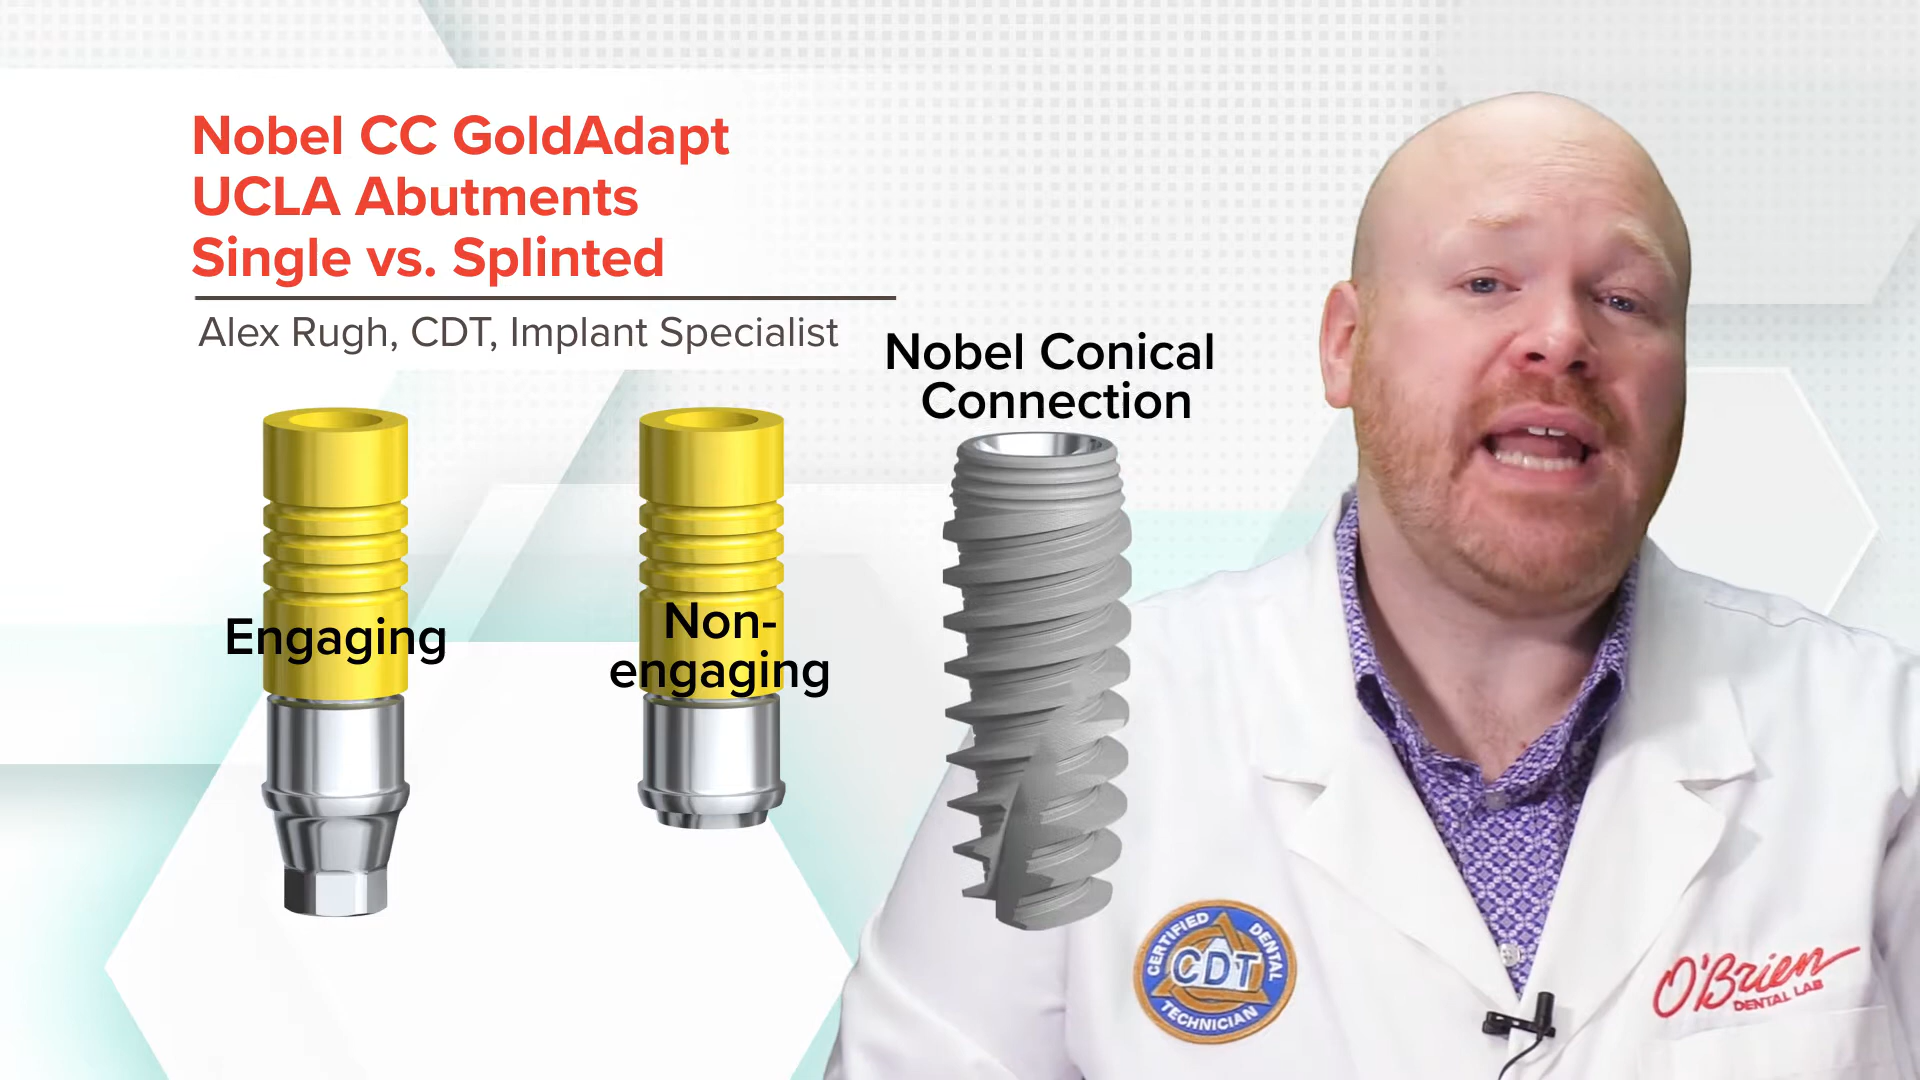 Nobel CC GoldAdapt
UCLA Abutments
Single vs. Splinted
Alex Rugh, CDT, Implant Specialist
Nobel Conical
Connection
Engaging
Non-
engaging
CERTIFIED DENTAL
CDT
TECHNICIAN
O'Brien
DENTAL LAB